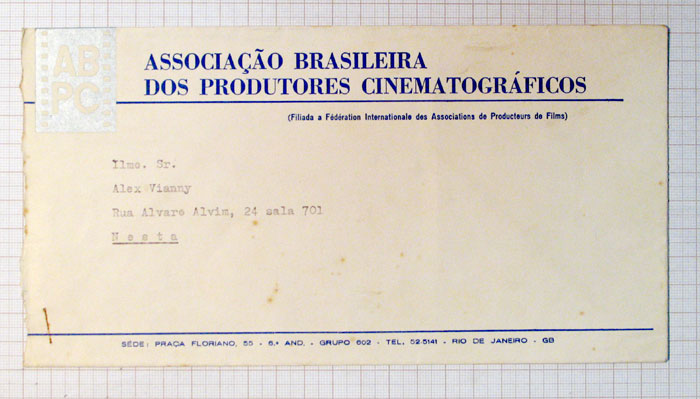 AB
PC
ASSOCIAÇÃO BRASILEIRA
DOS PRODUTORES CINEMATOGRÁFICOS
(Filiada a Fédération Internationale des Associations de Producteurs de Films)
Ilmo. Sr.
Alex Vianny
Rua Alvaro Alvim, 24 sala 701
Nesta
SÉDE: PRAÇA FLORIANO, 55 - 6.º AND. - GRUPO 602 - TEL. 52-5141 - RIO DE JANEIRO - GB